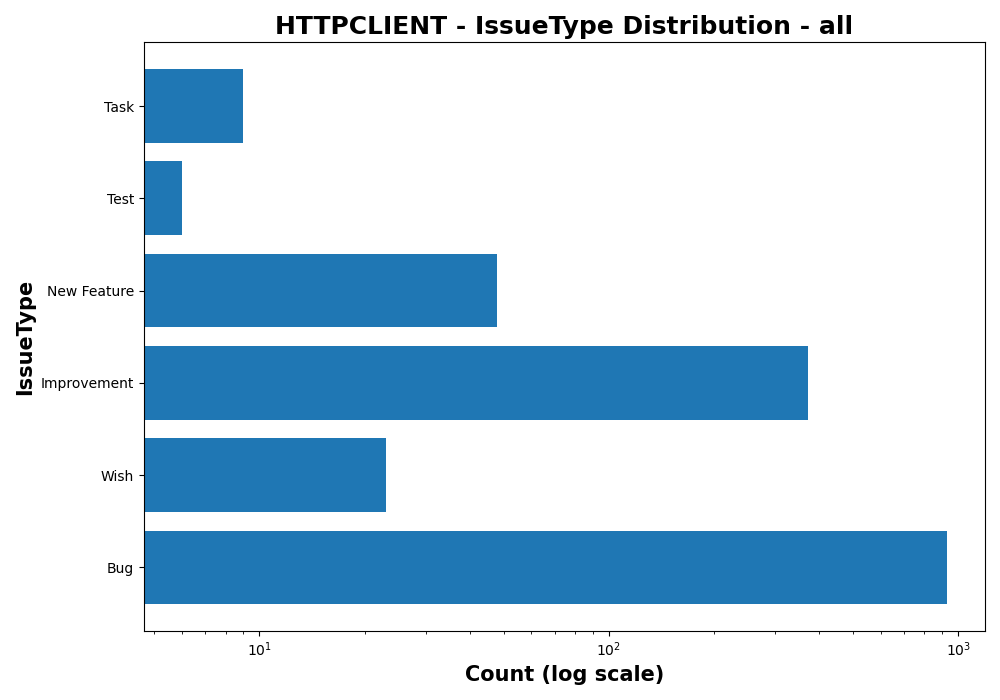 HTTPCLIENT - IssueType Distribution - all
IssueType
Task
Test
New Feature
Improvement
Wish
Bug
10¹ 10² 10³
Count (log scale)